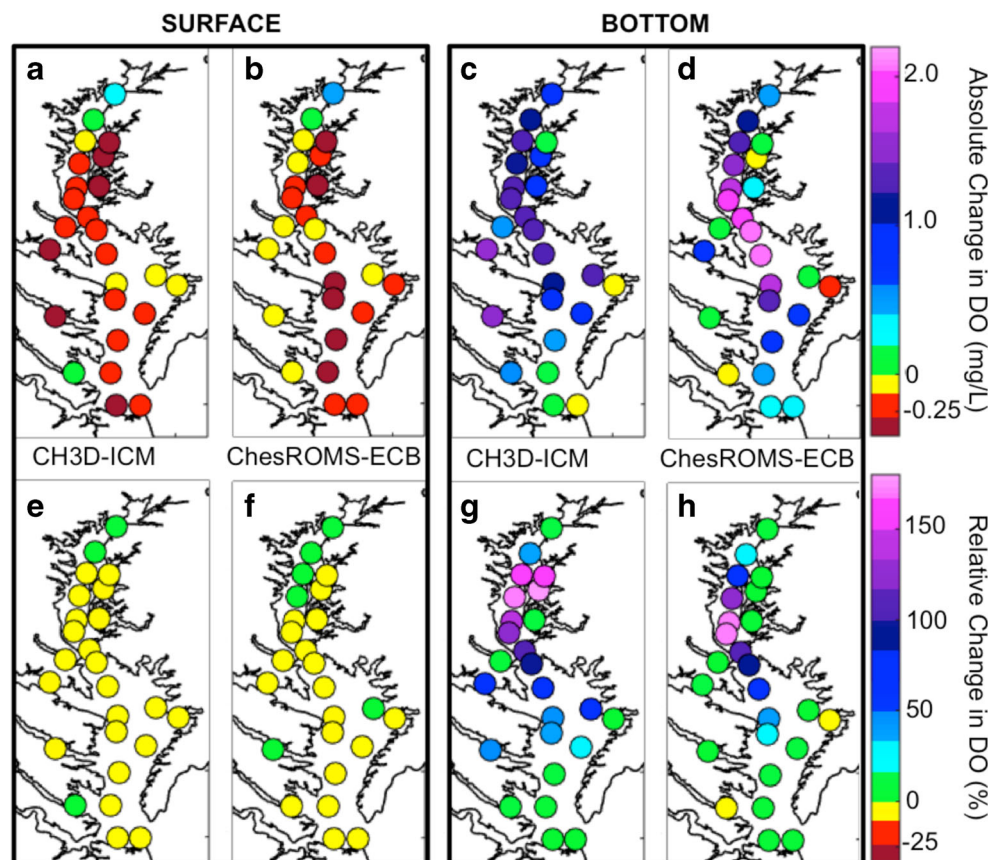 SURFACE
BOTTOM
a
b
c
d
2.0
1.0
0
-0.25
Absolute Change in DO (mg/L)
CH3D-ICM
ChesROMS-ECB
CH3D-ICM
ChesROMS-ECB
e
f
g
h
150
100
50
0
-25
Relative Change in DO (%)